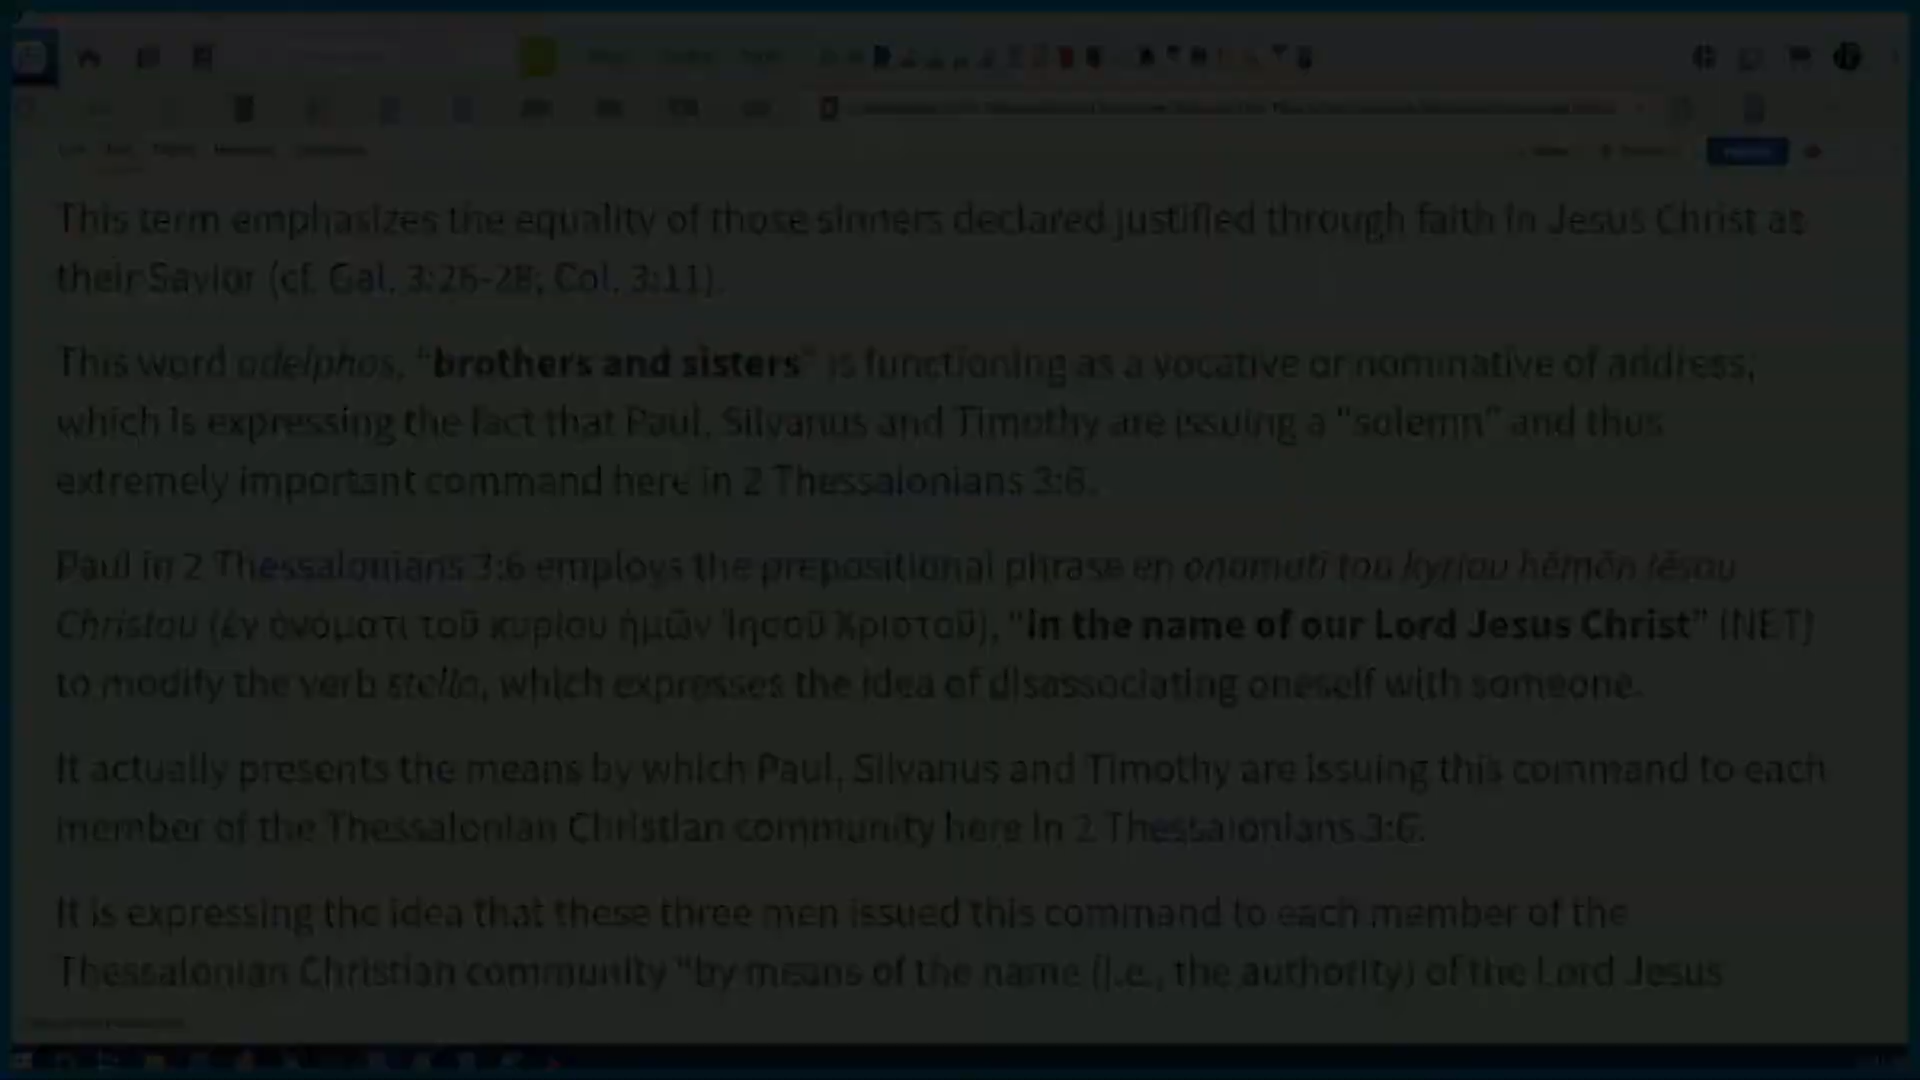 This term emphasizes the equality of those sinners declared justified through faith in Jesus Christ as
their Savior (cf. Gal. 3:26-28; Col. 3:11).
This word adelphos, "brothers and sisters" is functioning as a vocative or nominative of address,
which is expressing the fact that Paul, Silvanus and Timothy are issuing a "solemn" and thus
extremely important command here in 2 Thessalonians 3:6.
Paul in 2 Thessalonians 3:6 employs the prepositional phrase en onomati tou kyriou hēmōn Iēsou
Christou (ἐν ὀνόματι τοῦ κυρίου ἡμῶν Ἰησοῦ Χριστοῦ), "in the name of our Lord Jesus Christ" (NET)
to modify the verb stellō, which expresses the idea of disassociating oneself with someone.
It actually presents the means by which Paul, Silvanus and Timothy are issuing this command to each
member of the Thessalonian Christian community here in 2 Thessalonians 3:6.
It is expressing the idea that these three men issued this command to each member of the
Thessalonian Christian community "by means of the name (i.e., the authority) of the Lord Jesus